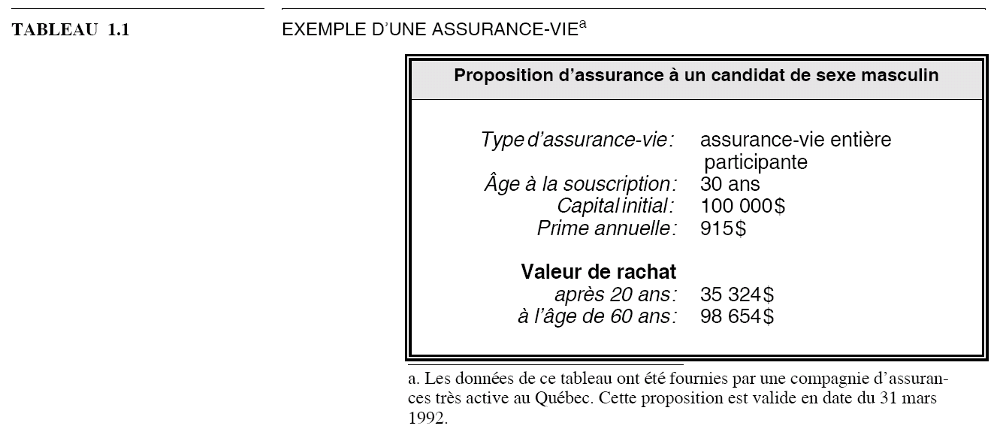 TABLEAU 1.1
EXEMPLE D'UNE ASSURANCE-VIEa
Proposition d'assurance à un candidat de sexe masculin
Type d'assurance-vie: assurance-vie entière
participante
Âge à la souscription: 30 ans
Capital initial: 100 000$
Prime annuelle: 915$
Valeur de rachat
après 20 ans: 35 324$
à l'âge de 60 ans: 98 654$
a. Les données de ce tableau ont été fournies par une compagnie d'assuran-
ces très active au Québec. Cette proposition est valide en date du 31 mars
1992.